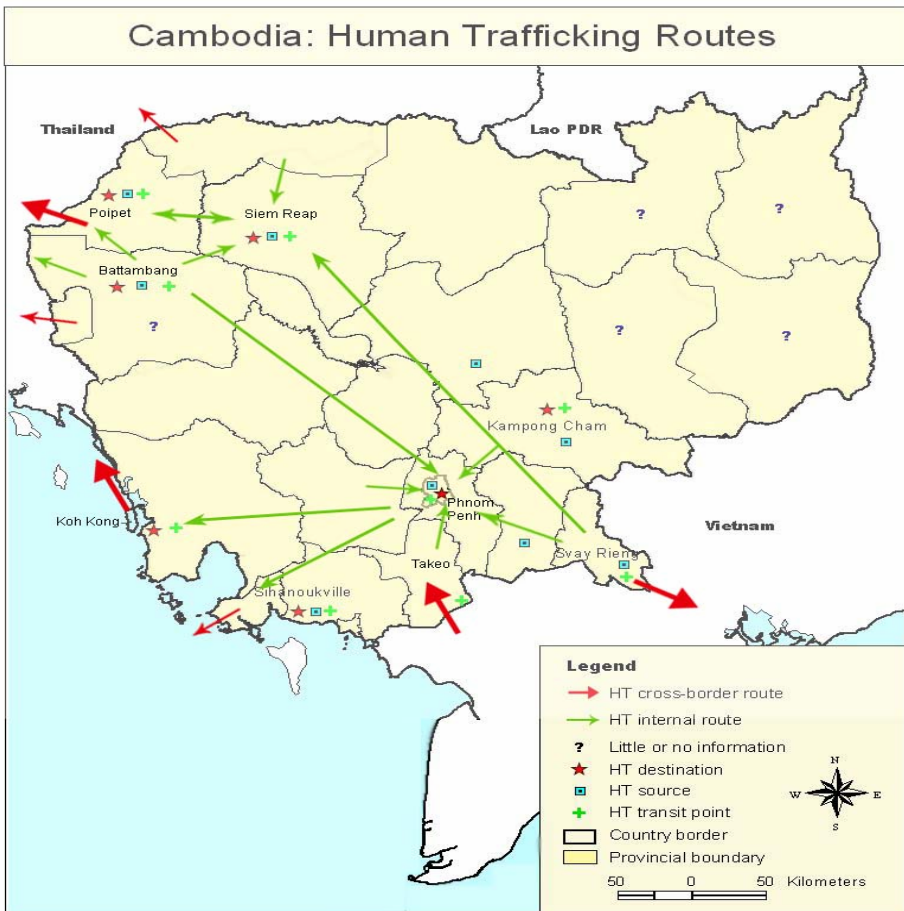 Cambodia: Human Trafficking Routes
Thailand
Lao PDR
Poipet
Siem Reap
?
?
Battambang
?
?
?
Kampong Cham
Phnom
Penh
Koh Kong
Vietnam
Svay Rieng
Takeo
Sihanoukville
Legend
HT cross-border route
HT internal route
? Little or no information
HT destination
HT source
HT transit point
Country border
Provincial boundary
N
W E
S
50 0 50 Kilometers